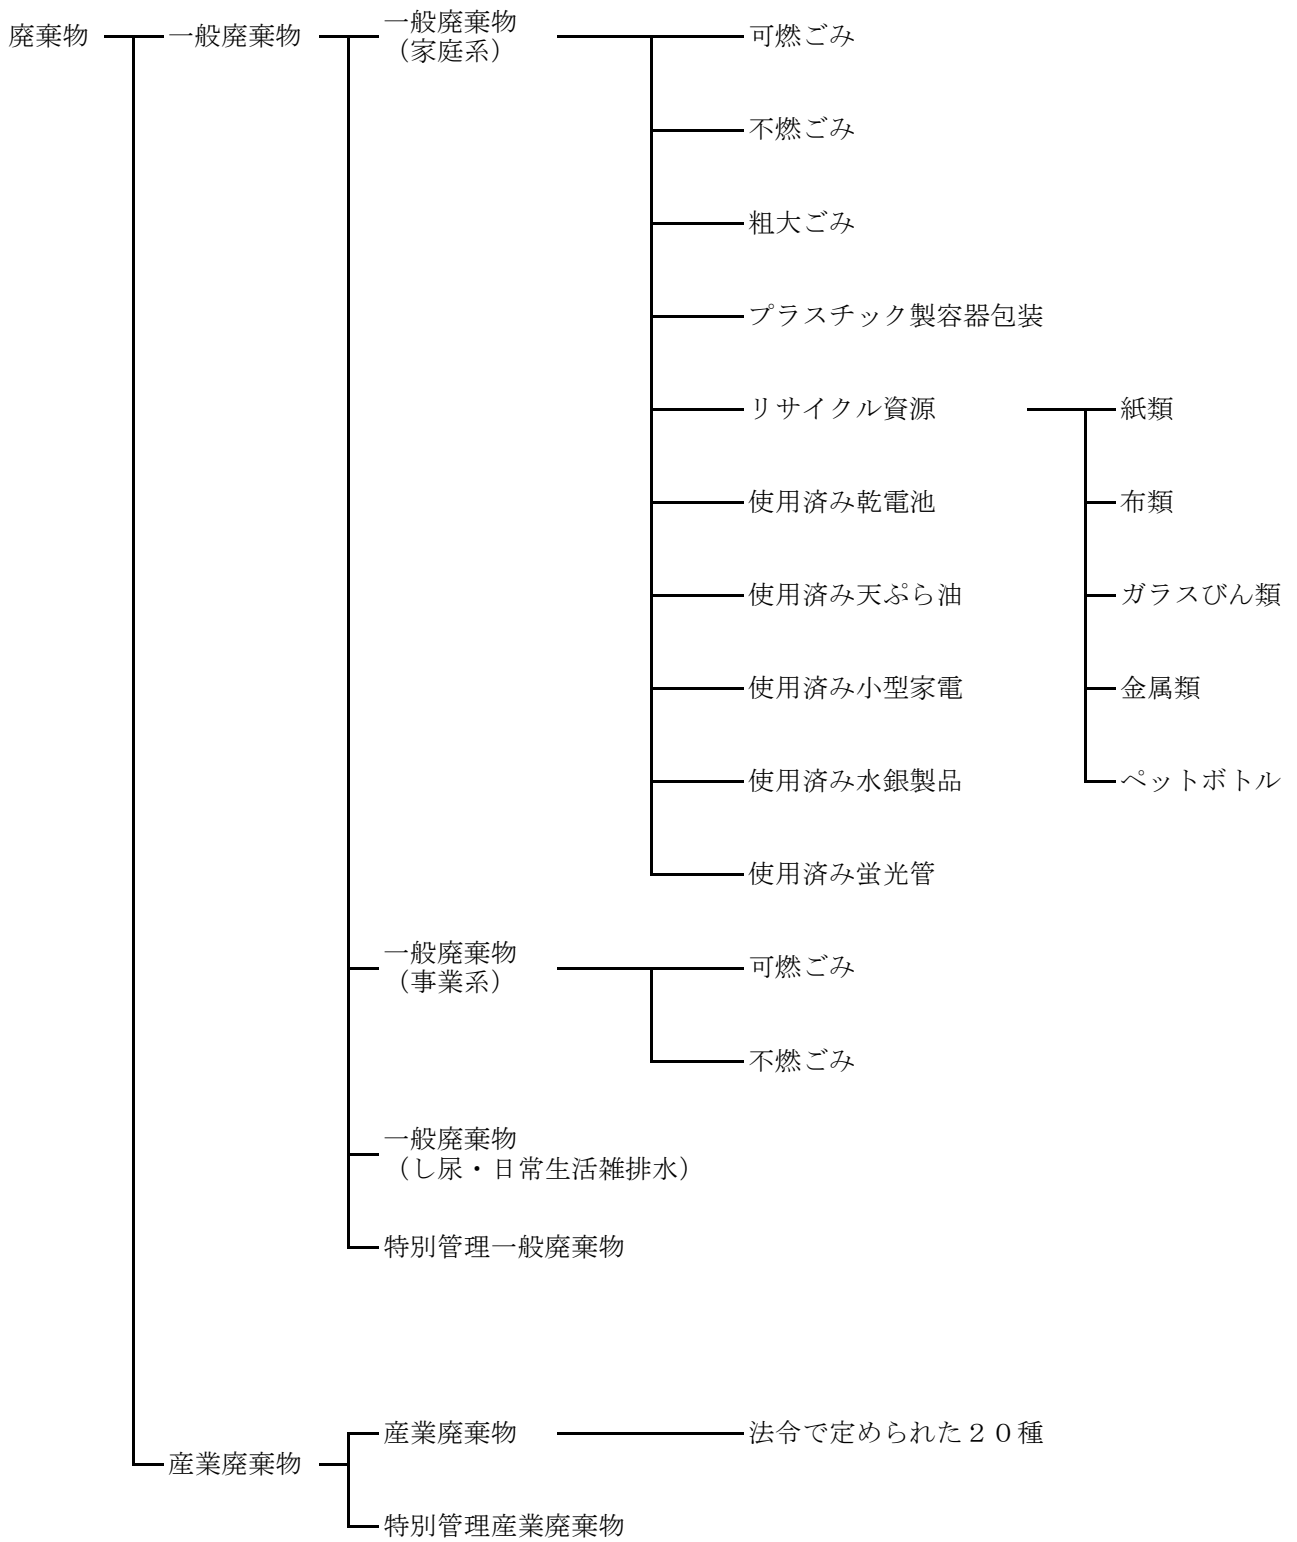 廃棄物
一般廃棄物
一般廃棄物
（家庭系）
可燃ごみ
不燃ごみ
粗大ごみ
プラスチック製容器包装
リサイクル資源
紙類
使用済み乾電池
布類
使用済み天ぷら油
ガラスびん類
使用済み小型家電
金属類
使用済み水銀製品
ペットボトル
使用済み蛍光管
一般廃棄物
（事業系）
可燃ごみ
不燃ごみ
一般廃棄物
（し尿・日常生活雑排水）
特別管理一般廃棄物
産業廃棄物
産業廃棄物
法令で定められた２０種
特別管理産業廃棄物